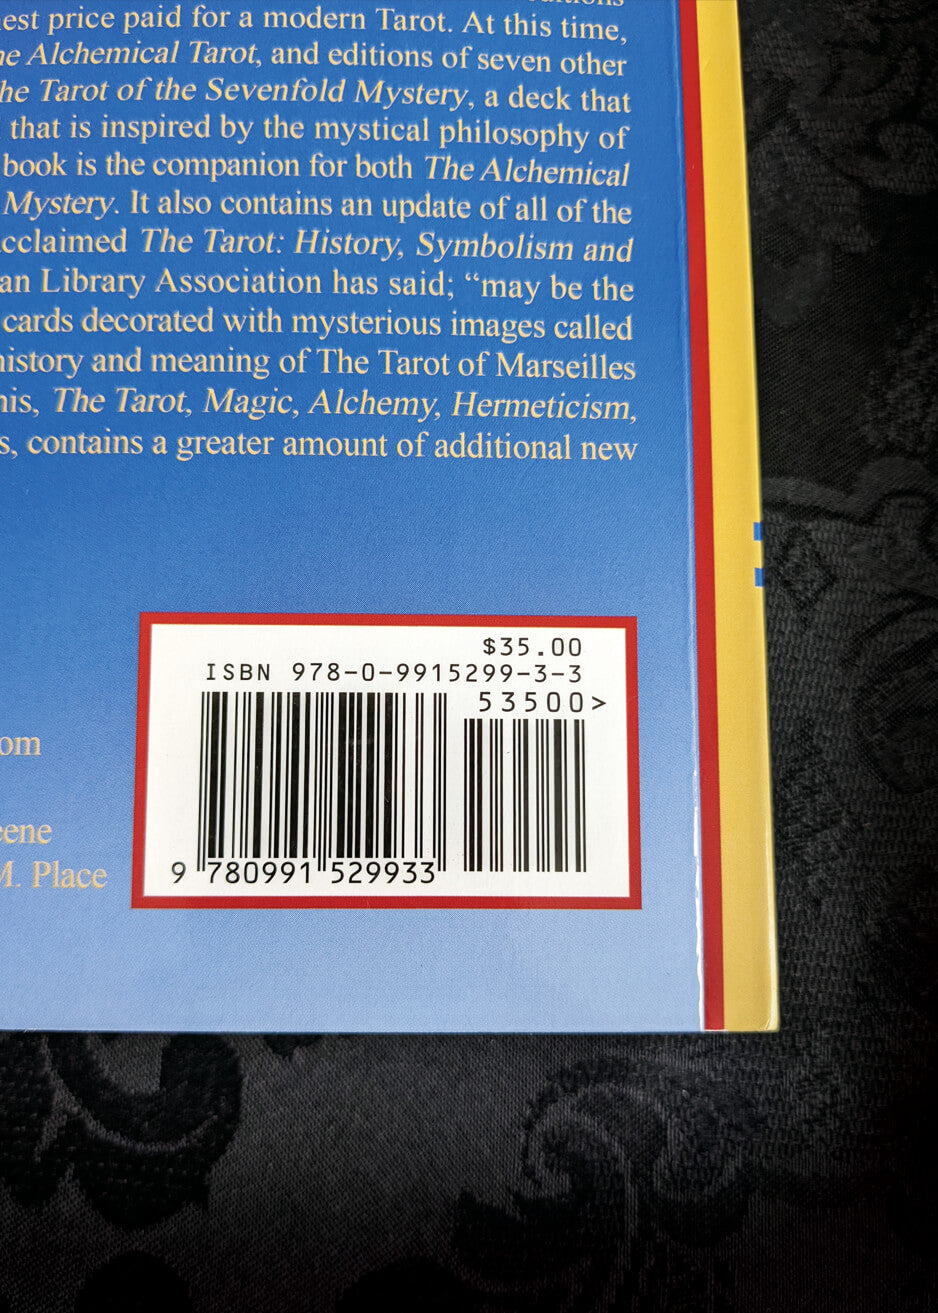 est price paid for a modern Tarot. At this time,
he Alchemical Tarot, and editions of seven other
he Tarot of the Sevenfold Mystery, a deck that
that is inspired by the mystical philosophy of
book is the companion for both The Alchemical
Mystery. It also contains an update of all of the
cclaimed The Tarot: History, Symbolism and
an Library Association has said; “may be the
cards decorated with mysterious images called
history and meaning of The Tarot of Marseilles
his, The Tarot, Magic, Alchemy, Hermeticism,
s, contains a greater amount of additional new
om
eene
M. Place
$35.00
ISBN 978-0-9915299-3-3
53500>
9 780991 529933